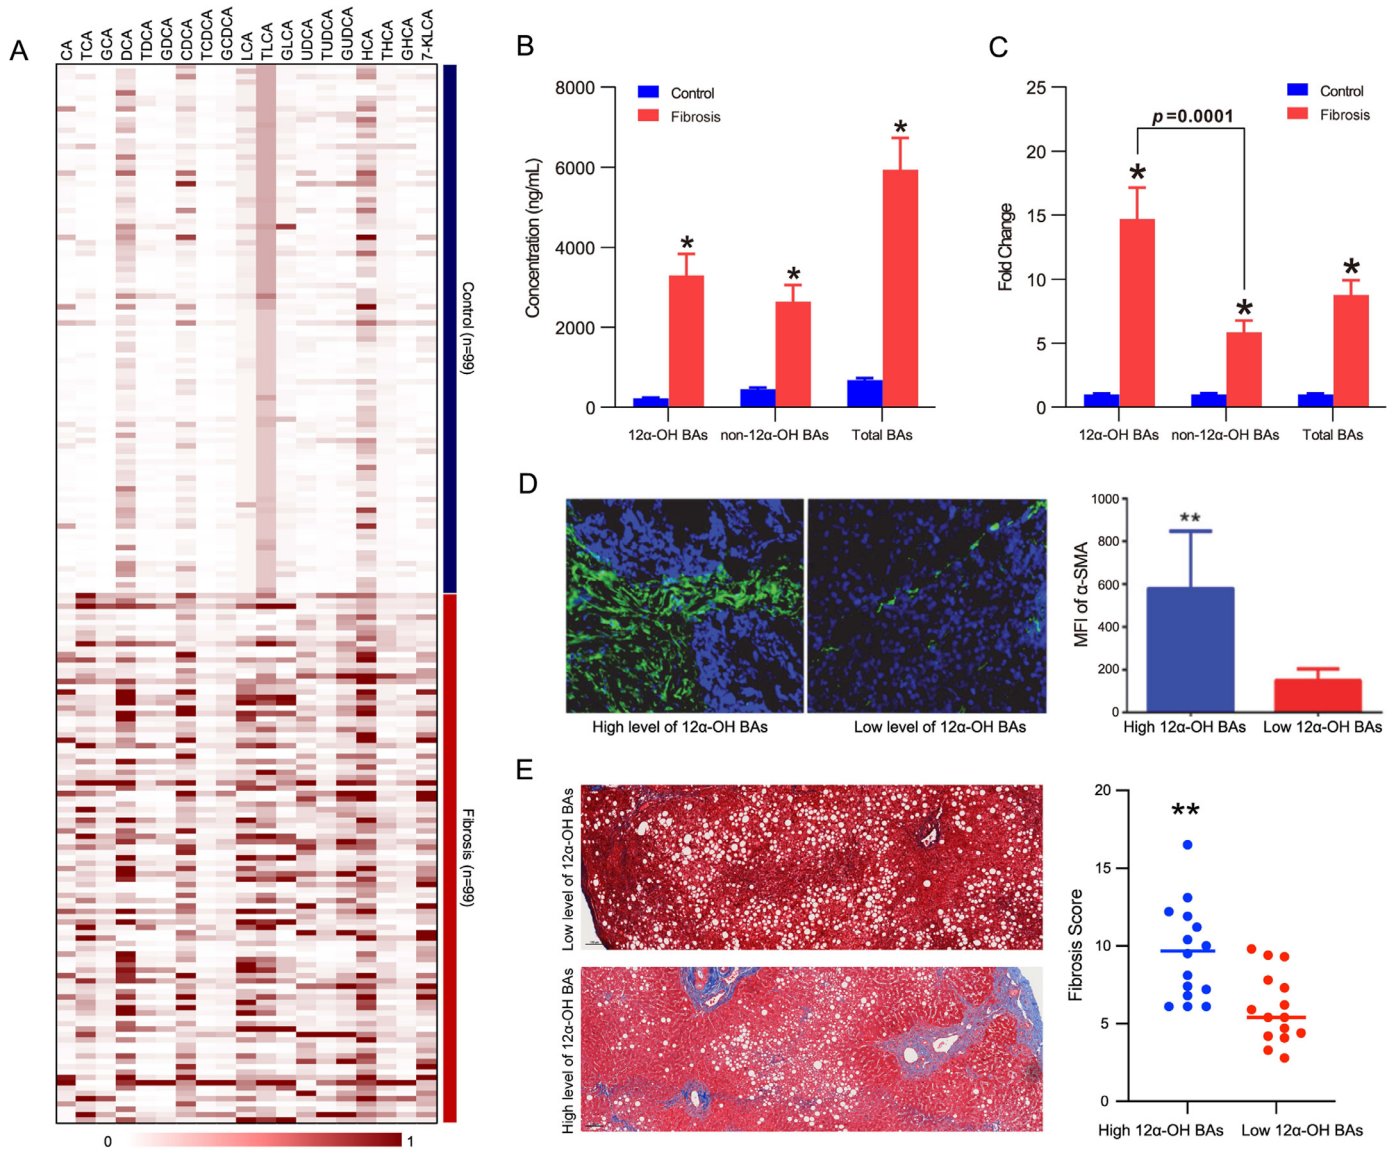 A
CA
TCA
GCA
DCA
TDCA
GDCA
CDCA
TCDCA
GCDCA
LCA
TLCA
GLCA
UDCA
TUDCA
GUDCA
HCA
THCA
GHCA
7-KLCA
Control (n=99)
Fibrosis (n=99)
0
1
B
Concentration (ng/mL)
8000
6000
4000
2000
0
Control
Fibrosis
*
*
*
12α-OH BAs
non-12α-OH BAs
Total BAs
C
Fold Change
25
20
15
10
5
0
Control
Fibrosis
p=0.0001
*
*
*
12α-OH BAs
non-12α-OH BAs
Total BAs
D
High level of 12α-OH BAs
Low level of 12α-OH BAs
MFI of α-SMA
1000
800
600
400
200
0
**
High 12α-OH BAs
Low 12α-OH BAs
E
Low level of 12α-OH BAs
High level of 12α-OH BAs
Fibrosis Score
20
15
10
5
0
**
High 12α-OH BAs
Low 12α-OH BAs